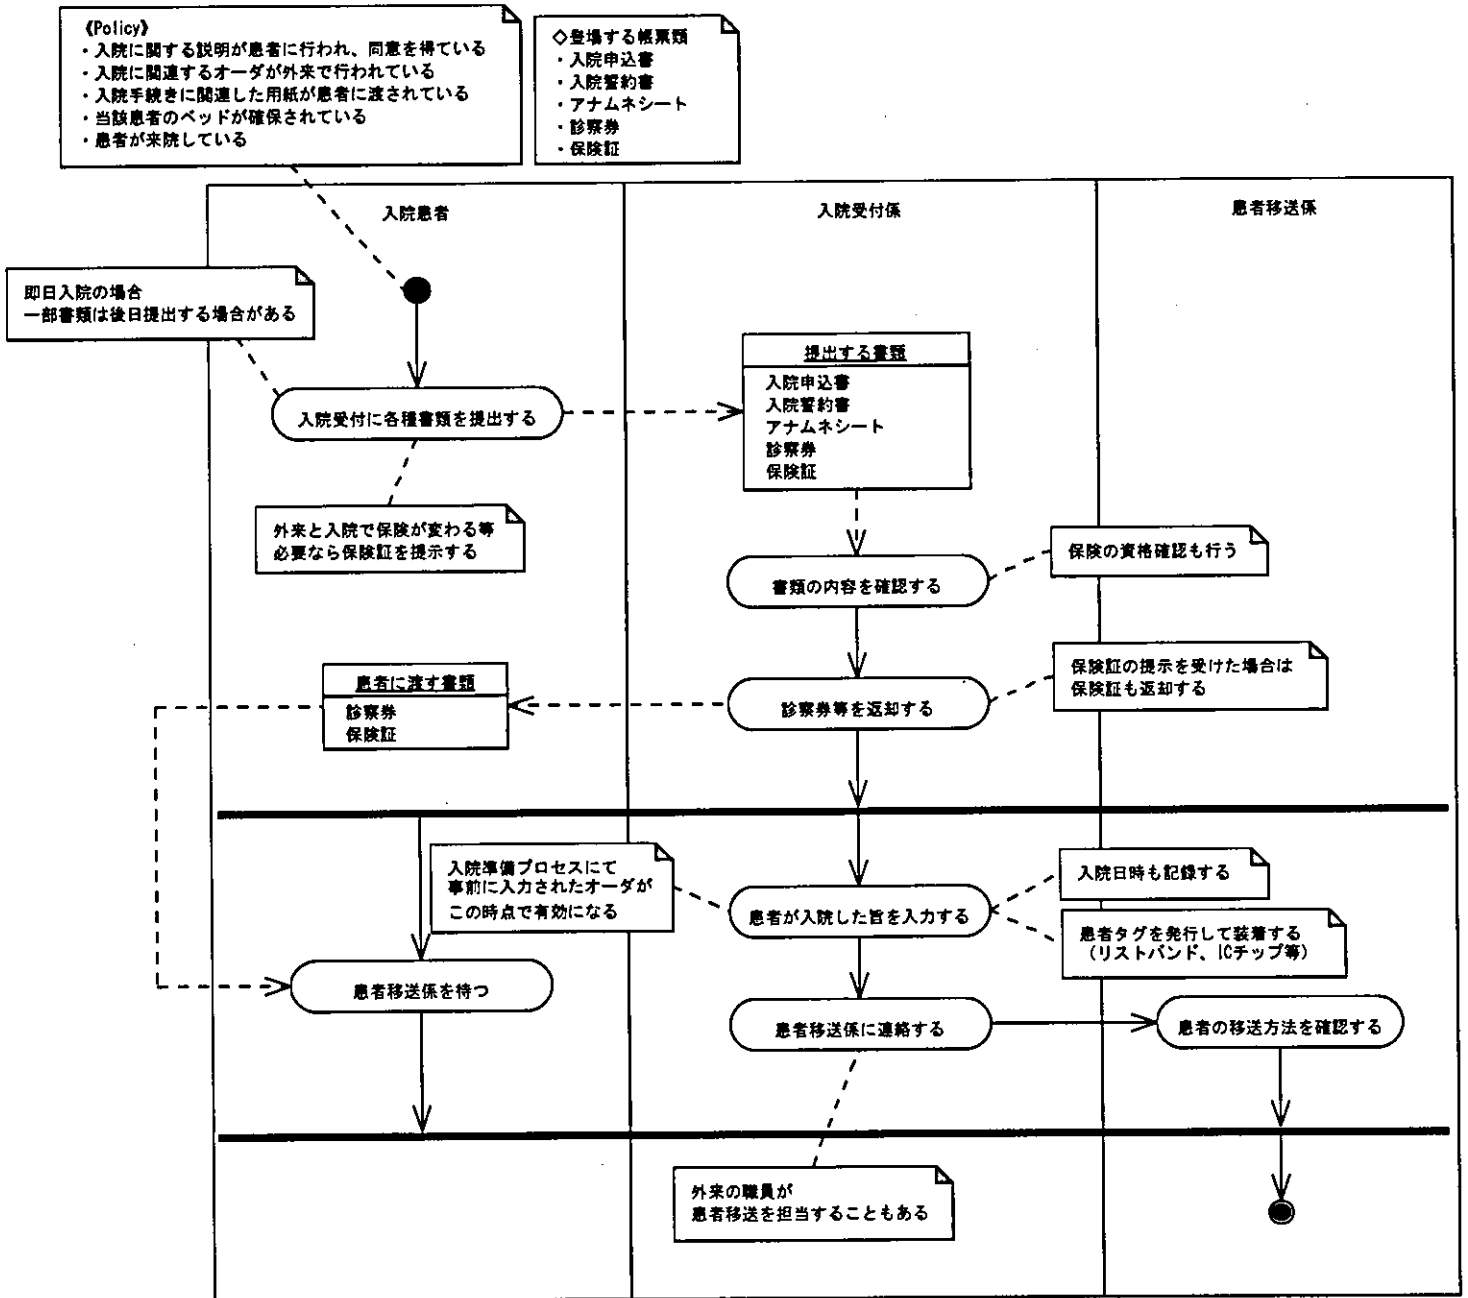 《Policy》
・入院に関する説明が患者に行われ、同意を得ている
・入院に関連するオーダが外来で行われている
・入院手続きに関連した用紙が患者に渡されている
・当該患者のベッドが確保されている
・患者が来院している
◇登場する帳票類
・入院申込書
・入院誓約書
・アナムネシート
・診察券
・保険証
入院患者
入院受付係
患者移送係
即日入院の場合
一部書類は後日提出する場合がある
提出する書類
入院申込書
入院誓約書
アナムネシート
診察券
保険証
入院受付に各種書類を提出する
外来と入院で保険が変わる等
必要なら保険証を提示する
保険の資格確認も行う
書類の内容を確認する
保険証の提示を受けた場合は
保険証も返却する
患者に渡す書類
診察券
保険証
診察券等を返却する
入院準備プロセスにて
事前に入力されたオーダが
この時点で有効になる
入院日時も記録する
患者が入院した旨を入力する
患者タグを発行して装着する
（リストバンド、ICチップ等）
患者移送係を待つ
患者移送係に連絡する
患者の移送方法を確認する
外来の職員が
患者移送を担当することもある